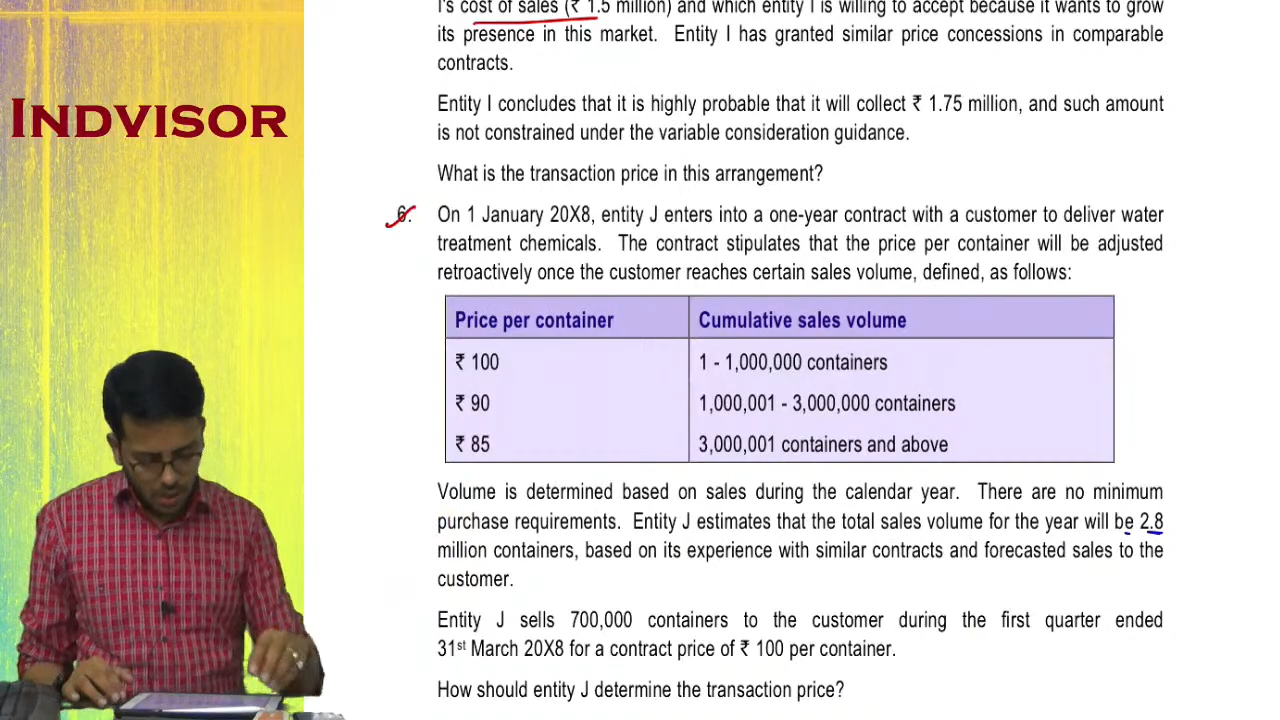 INDVISOR
I's cost of sales (₹ 1.5 million) and which entity I is willing to accept because it wants to grow
its presence in this market. Entity I has granted similar price concessions in comparable
contracts.
Entity I concludes that it is highly probable that it will collect ₹ 1.75 million, and such amount
is not constrained under the variable consideration guidance.
What is the transaction price in this arrangement?
6. On 1 January 20X8, entity J enters into a one-year contract with a customer to deliver water
treatment chemicals. The contract stipulates that the price per container will be adjusted
retroactively once the customer reaches certain sales volume, defined, as follows:
Price per container Cumulative sales volume
₹ 100 1 - 1,000,000 containers
₹ 90 1,000,001 - 3,000,000 containers
₹ 85 3,000,001 containers and above
Volume is determined based on sales during the calendar year. There are no minimum
purchase requirements. Entity J estimates that the total sales volume for the year will be 2.8
million containers, based on its experience with similar contracts and forecasted sales to the
customer.
Entity J sells 700,000 containers to the customer during the first quarter ended
31st March 20X8 for a contract price of ₹ 100 per container.
How should entity J determine the transaction price?